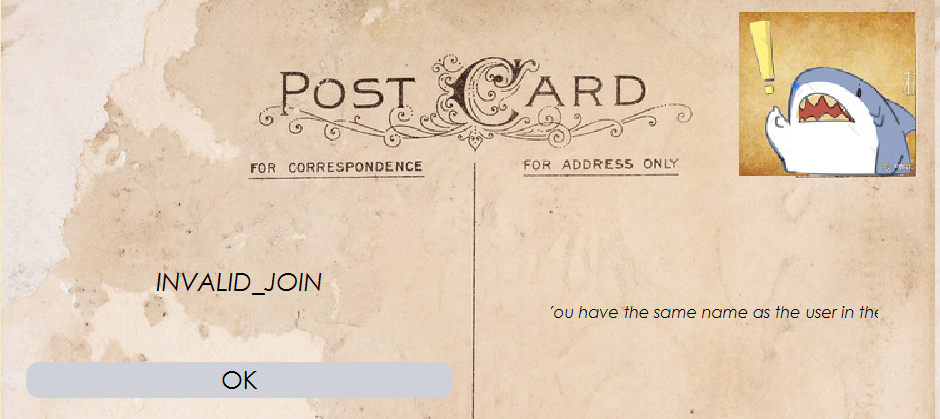 POST CARD
FOR CORRESPONDENCE
FOR ADDRESS ONLY
INVALID_JOIN
ou have the same name as the user in the
OK